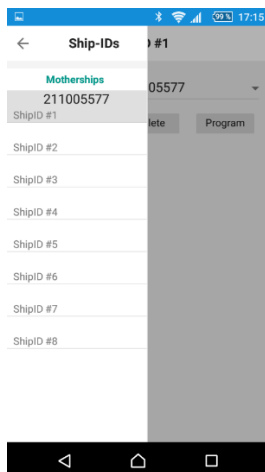 99% 17:15
Ship-IDs
) #1
Motherships
211005577
05577
ShipID #1
lete
Program
ShipID #2
ShipID #3
ShipID #4
ShipID #5
ShipID #6
ShipID #7
ShipID #8